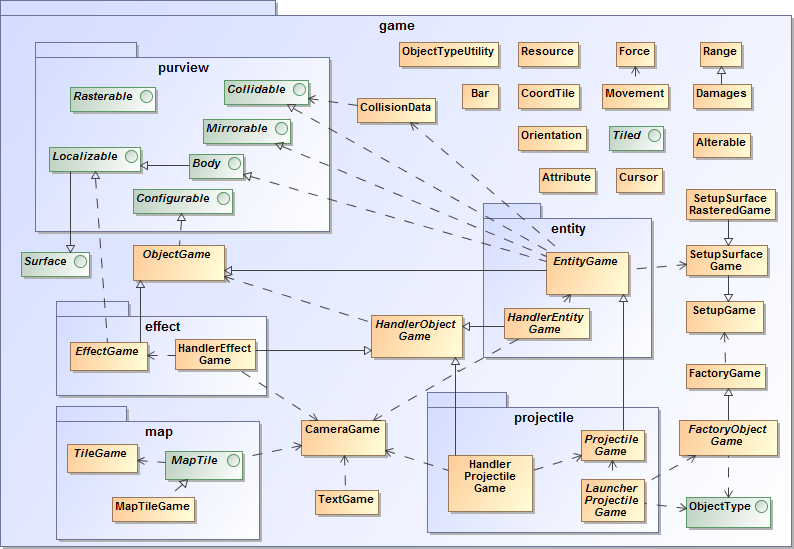 game
purview
Rasterable
Collidable
Mirrorable
Localizable
Body
Configurable
ObjectTypeUtility
Resource
Force
Range
CollisionData
Bar
CoordTile
Movement
Damages
Orientation
Tiled
Alterable
Attribute
Cursor
SetupSurface
RasteredGame
Surface
ObjectGame
entity
EntityGame
SetupSurface
Game
effect
EffectGame
HandlerEffect
Game
HandlerObject
Game
HandlerEntity
Game
SetupGame
FactoryGame
map
TileGame
MapTile
MapTileGame
CameraGame
TextGame
projectile
Handler
Projectile
Game
Projectile
Game
Launcher
Projectile
Game
FactoryObject
Game
ObjectType